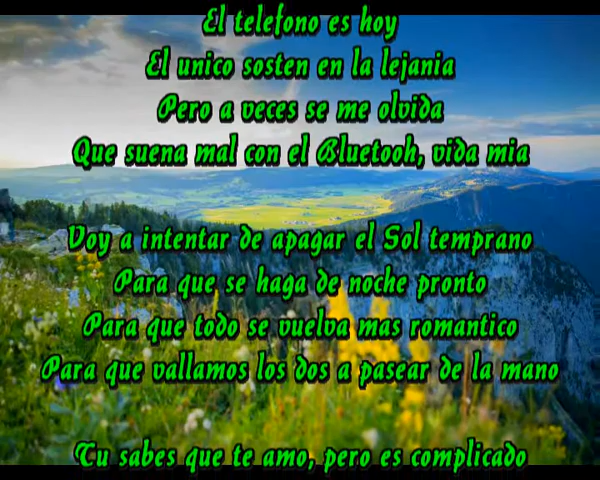 El telefono es hoy
El unico sosten en la lejania
Pero a veces se me olvida
Que suena mal con el Bluetooh, vida mia
Voy a intentar de apagar el Sol temprano
Para que se haga de noche pronto
Para que todo se vuelva mas romantico
Para que vallamos los dos a pasear de la mano
Tu sabes que te amo, pero es complicado